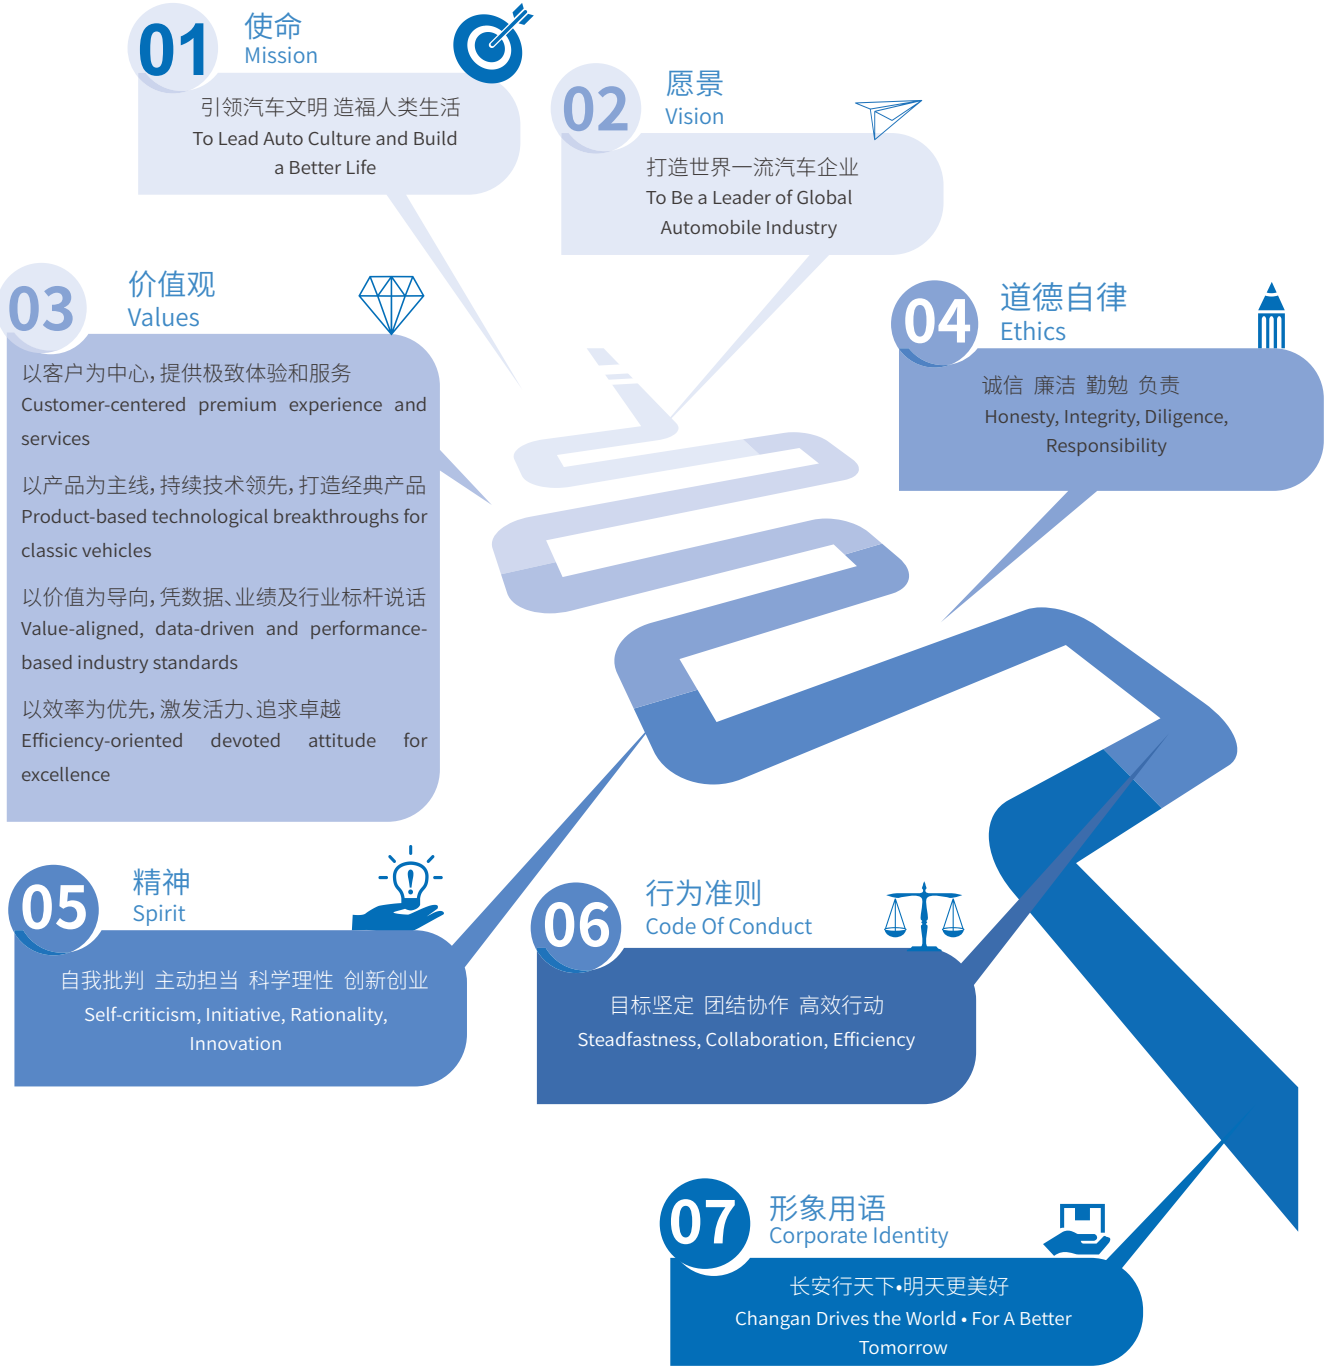 01
使命
Mission
引领汽车文明 造福人类生活
To Lead Auto Culture and Build
a Better Life
02
愿景
Vision
打造世界一流汽车企业
To Be a Leader of Global
Automobile Industry
03
价值观
Values
以客户为中心，提供极致体验和服务
Customer-centered premium experience and
services
以产品为主线，持续技术领先，打造经典产品
Product-based technological breakthroughs for
classic vehicles
以价值为导向，凭数据、业绩及行业标杆说话
Value-aligned, data-driven and performance-
based industry standards
以效率为优先，激发活力、追求卓越
Efficiency-oriented devoted attitude for
excellence
04
道德自律
Ethics
诚信 廉洁 勤勉 负责
Honesty, Integrity, Diligence,
Responsibility
05
精神
Spirit
自我批判 主动担当 科学理性 创新创业
Self-criticism, Initiative, Rationality,
Innovation
06
行为准则
Code Of Conduct
目标坚定 团结协作 高效行动
Steadfastness, Collaboration, Efficiency
07
形象用语
Corporate Identity
长安行天下•明天更美好
Changan Drives the World • For A Better
Tomorrow